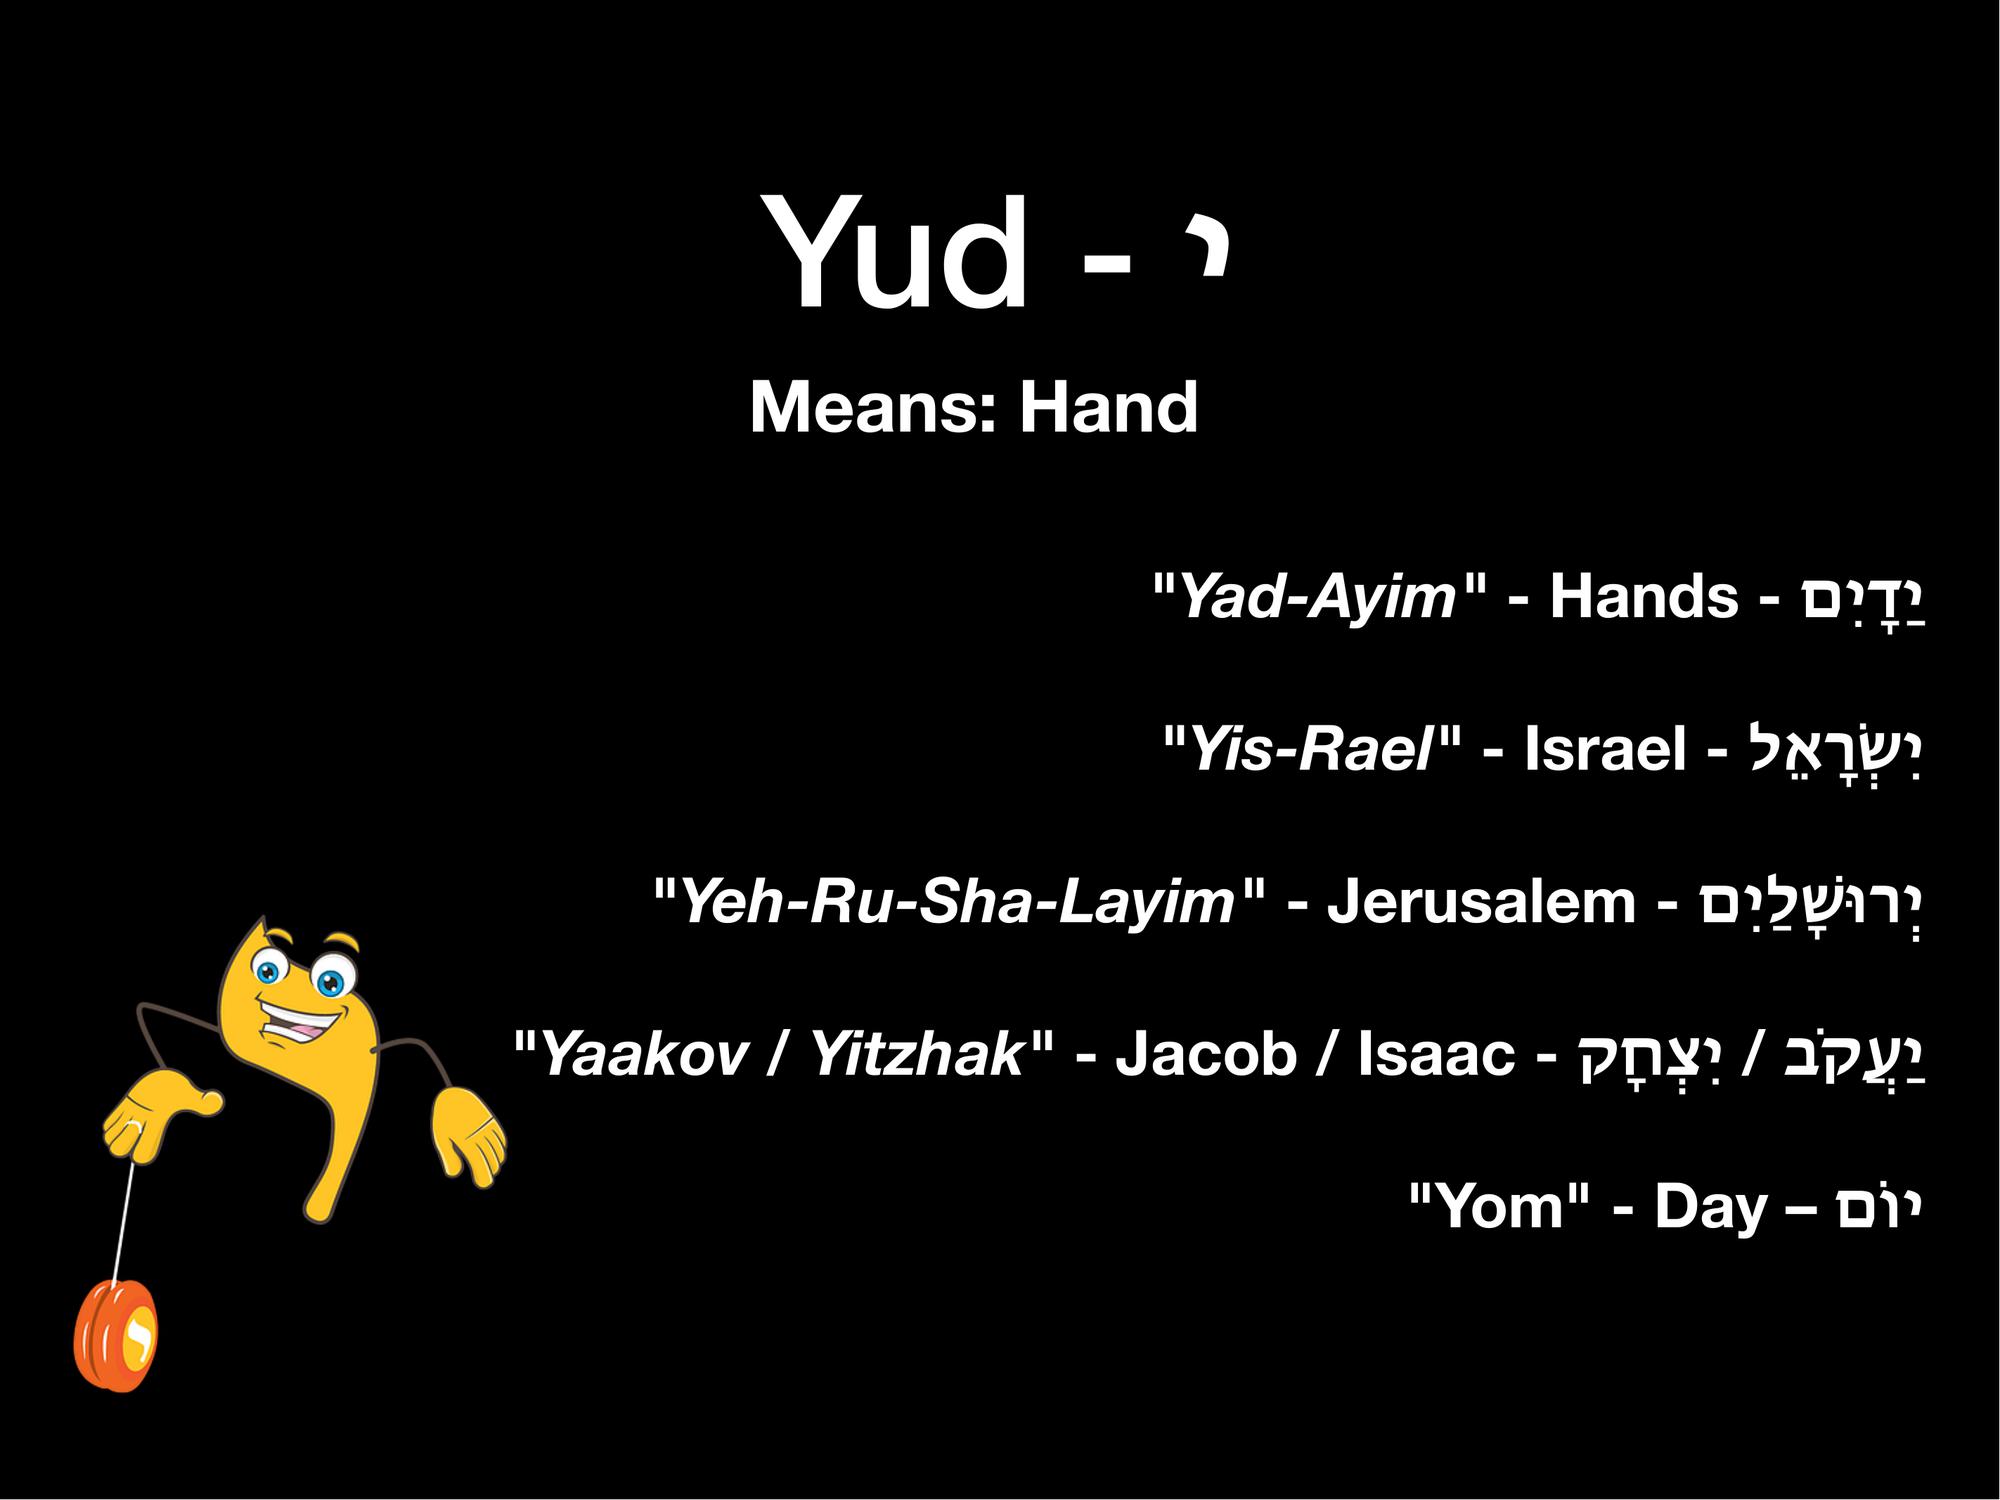 Yud - י
Means: Hand
"Yad-Ayim" - Hands - יַדָיִם
"Yis-Rael" - Israel - יִשְׂרָאֵל
"Yeh-Ru-Sha-Layim" - Jerusalem - יְרוּשָׁלַיִם
"Yaakov / Yitzhak" - Jacob / Isaac - יַעֲקֹב / יִצְחָק
"Yom" - Day – יוֹם
י